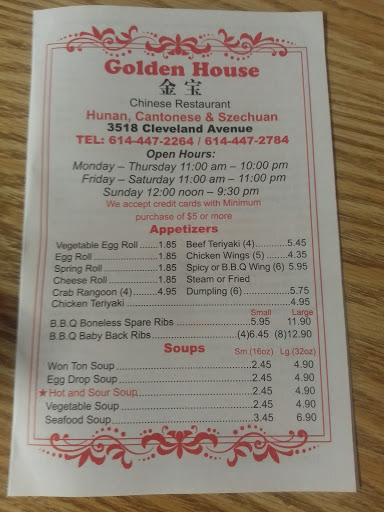 Golden House
金宝
Chinese Restaurant
Hunan, Cantonese & Szechuan
3518 Cleveland Avenue
TEL: 614-447-2264 / 614-447-2784
Open Hours:
Monday – Thursday 11:00 am – 10:00 pm
Friday – Saturday 11:00 am – 11:00 pm
Sunday 12:00 noon – 9:30 pm
We accept credit cards with Minimum
purchase of $5 or more
Appetizers
Vegetable Egg Roll.......1.85 Beef Teriyaki (4)..............5.45
Egg Roll........................1.85 Chicken Wings (5)..........4.35
Spring Roll...................1.85 Spicy or B.B.Q Wing (6) 5.95
Cheese Roll..................1.85 Steam or Fried
Crab Rangoon (4)........4.95 Dumpling (6)...................5.75
Chicken Teriyaki...............................................4.95
Small Large
B.B.Q Boneless Spare Ribs......................5.95 11.90
B.B.Q Baby Back Ribs........................(4)6.45 (8)12.90
Soups Sm.(16oz) Lg.(32oz)
Won Ton Soup..................................2.45 4.90
Egg Drop Soup.................................2.45 4.90
★Hot and Sour Soup..........................2.45 4.90
Vegetable Soup................................2.45 4.90
Seafood Soup..................................3.45 6.90